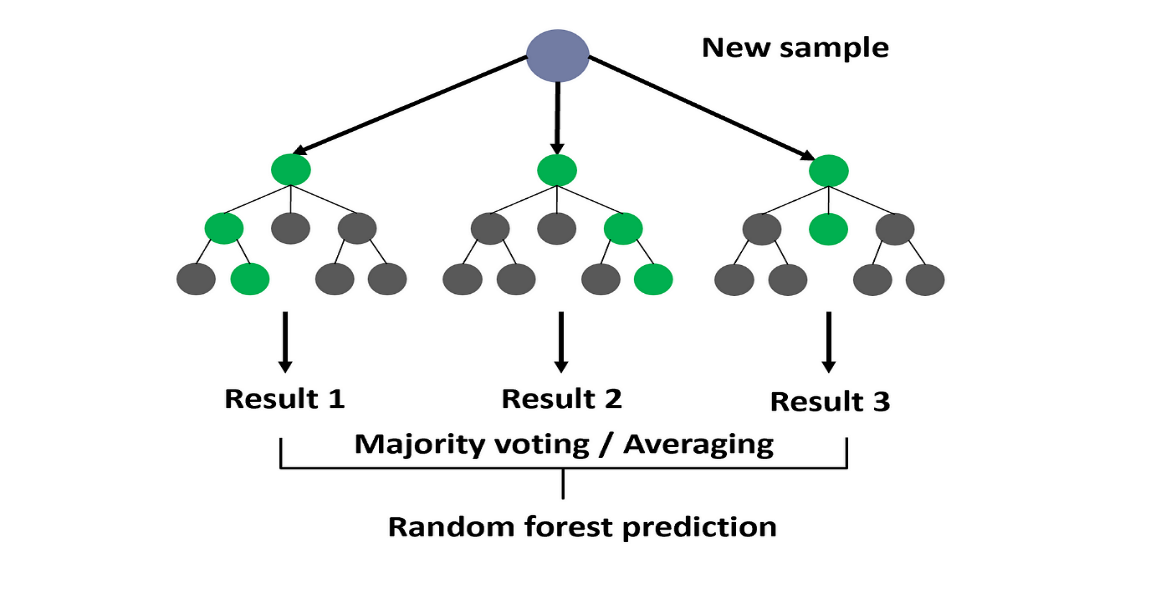 New sample
Result 1
Result 2
Result 3
Majority voting / Averaging
Random forest prediction